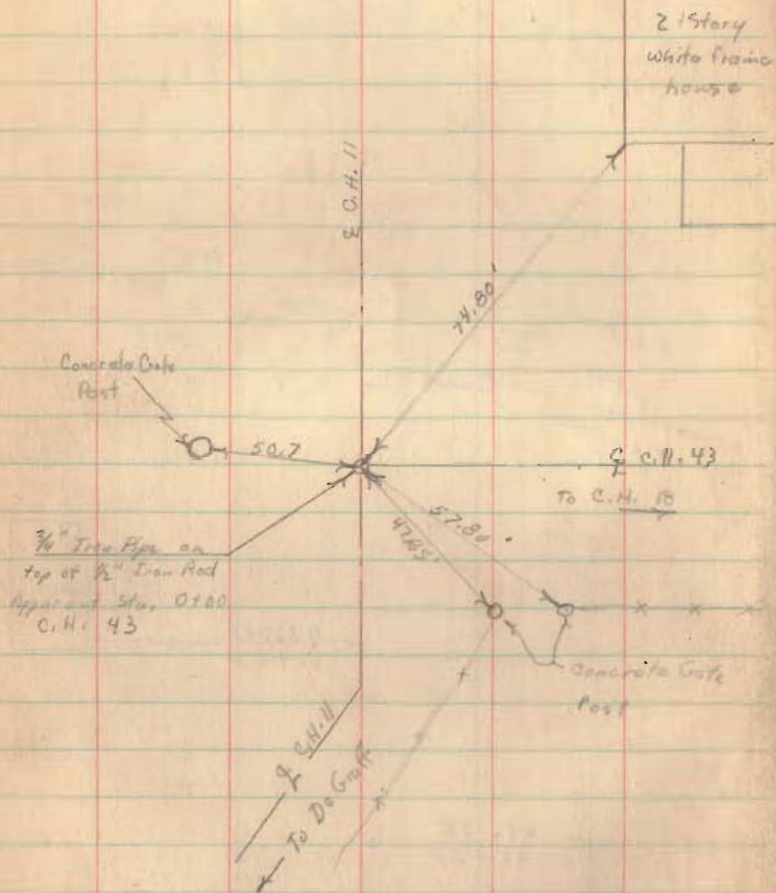 2 Story
white frame
house
℄ C.H. 11
74.80'
Concrete Gate
Post
50.7
℄ C.H. 43
To C.H. 18
57.80'
47.85'
3/4" Iron Pipe on
top of 1/2" Iron Rod
Apparent Sta. 0+00
C.H. 43
Concrete Gate
Post
℄ C.H. 11
To De Graff